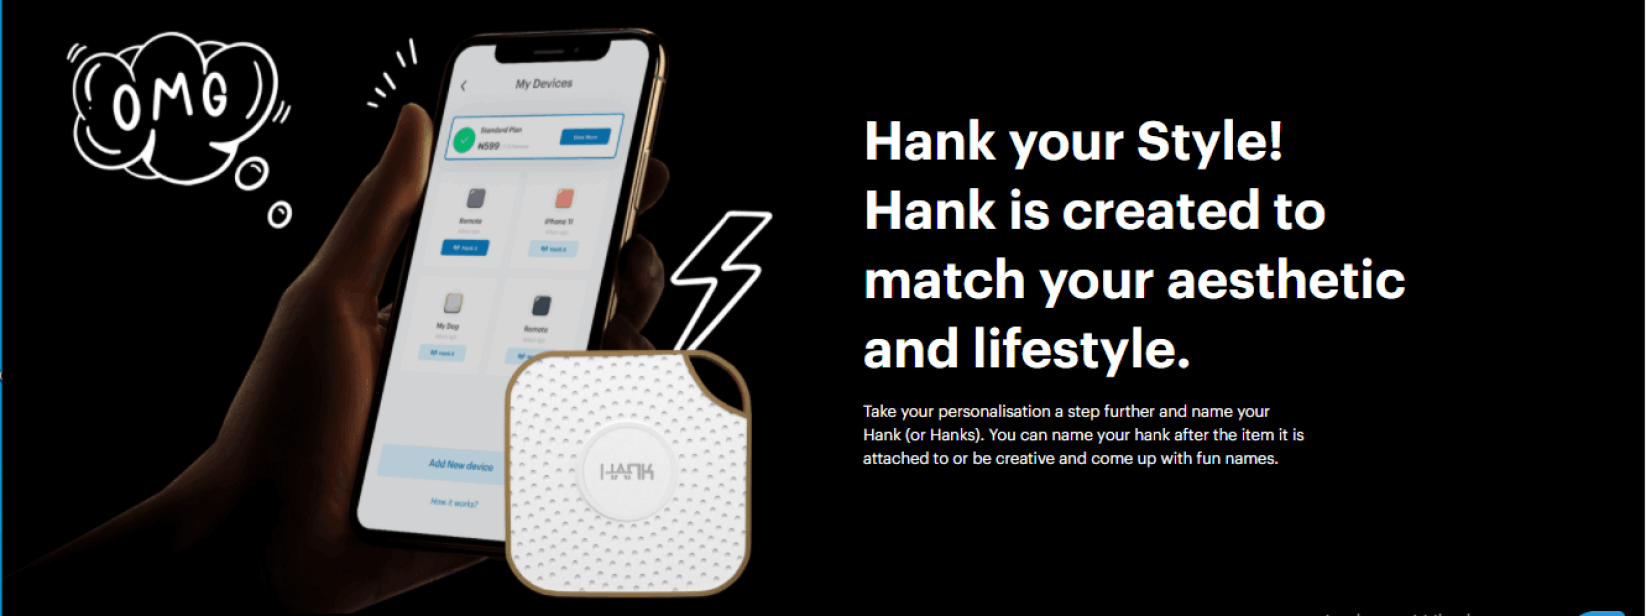 OMG
My Devices
Standard Plan
₦599
Remote
iPhone 11
My Dog
Remote
Add New device
How it works?
HANK
Hank your Style!
Hank is created to
match your aesthetic
and lifestyle.
Take your personalisation a step further and name your
Hank (or Hanks). You can name your hank after the item it is
attached to or be creative and come up with fun names.